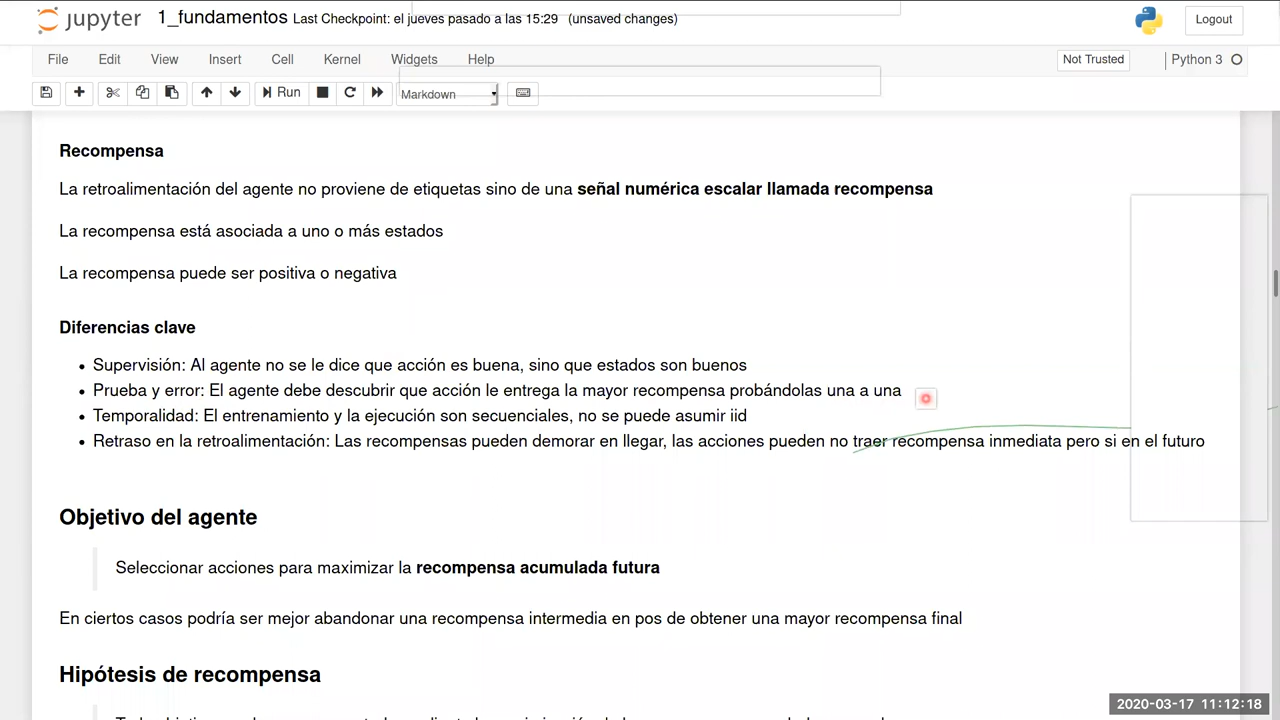 jupyter 1_fundamentos Last Checkpoint: el jueves pasado a las 15:29 (unsaved changes) Logout
File Edit View Insert Cell Kernel Widgets Help Not Trusted Python 3
Run Markdown
Recompensa
La retroalimentación del agente no proviene de etiquetas sino de una señal numérica escalar llamada recompensa
La recompensa está asociada a uno o más estados
La recompensa puede ser positiva o negativa
Diferencias clave
• Supervisión: Al agente no se le dice que acción es buena, sino que estados son buenos
• Prueba y error: El agente debe descubrir que acción le entrega la mayor recompensa probándolas una a una
• Temporalidad: El entrenamiento y la ejecución son secuenciales, no se puede asumir iid
• Retraso en la retroalimentación: Las recompensas pueden demorar en llegar, las acciones pueden no traer recompensa inmediata pero si en el futuro
Objetivo del agente
Seleccionar acciones para maximizar la recompensa acumulada futura
En ciertos casos podría ser mejor abandonar una recompensa intermedia en pos de obtener una mayor recompensa final
Hipótesis de recompensa
2020-03-17 11:12:18